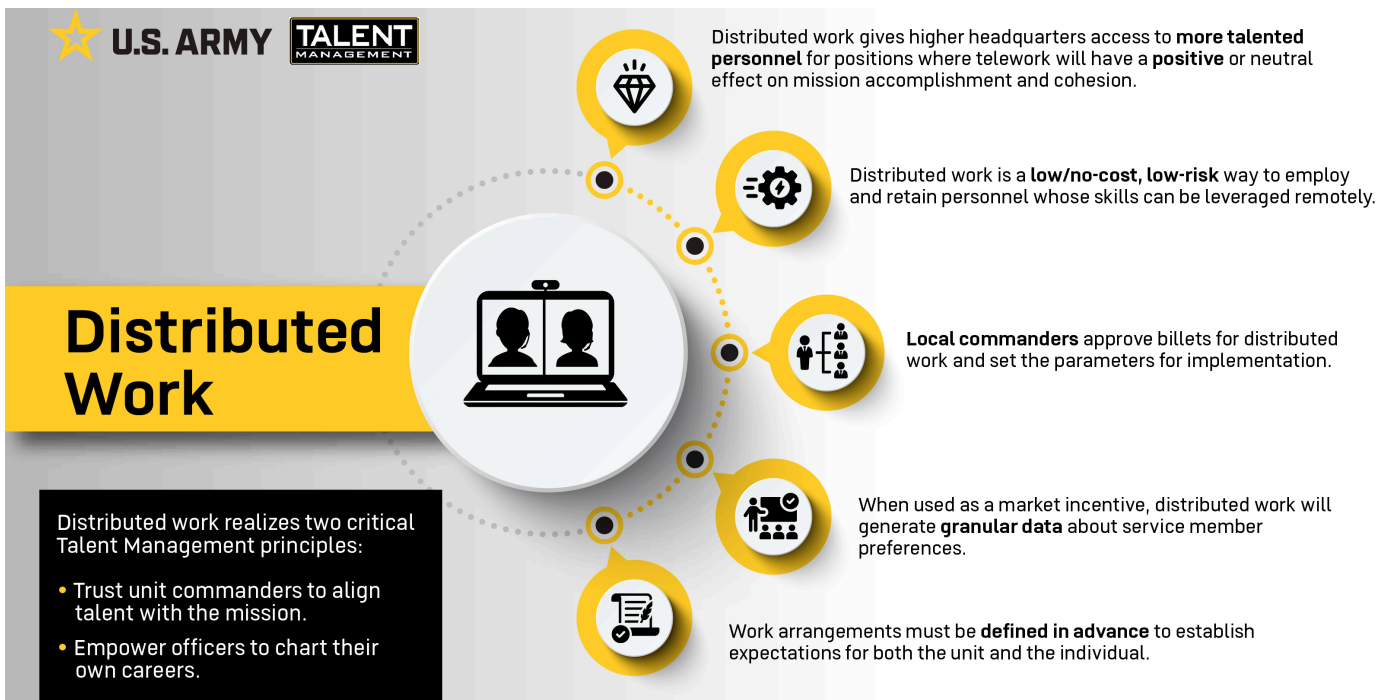 U.S. ARMY
TALENT
MANAGEMENT
Distributed work gives higher headquarters access to more talented
personnel for positions where telework will have a positive or neutral
effect on mission accomplishment and cohesion.
Distributed work is a low/no-cost, low-risk way to employ
and retain personnel whose skills can be leveraged remotely.
Distributed
Work
Local commanders approve billets for distributed
work and set the parameters for implementation.
When used as a market incentive, distributed work will
generate granular data about service member
preferences.
Work arrangements must be defined in advance to establish
expectations for both the unit and the individual.
Distributed work realizes two critical
Talent Management principles:
• Trust unit commanders to align
talent with the mission.
• Empower officers to chart their
own careers.